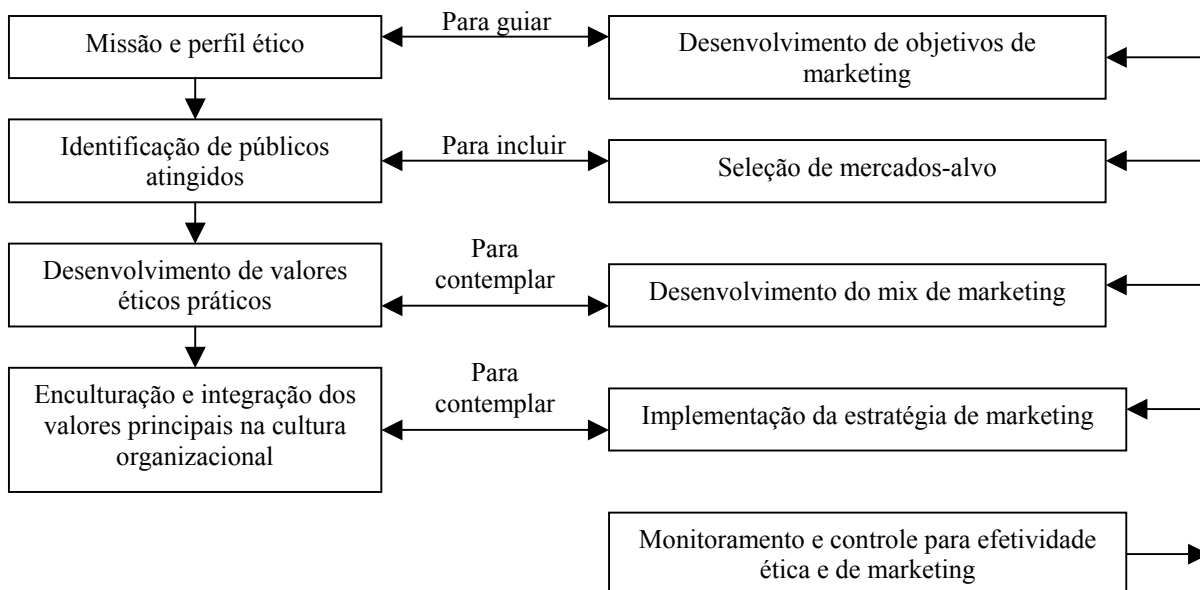 Missão e perfil ético
Para guiar
Desenvolvimento de objetivos de
marketing
Identificação de públicos
atingidos
Para incluir
Seleção de mercados-alvo
Desenvolvimento de valores
éticos práticos
Para
contemplar
Desenvolvimento do mix de marketing
Enculturação e integração dos
valores principais na cultura
organizacional
Para
contemplar
Implementação da estratégia de marketing
Monitoramento e controle para efetividade
ética e de marketing